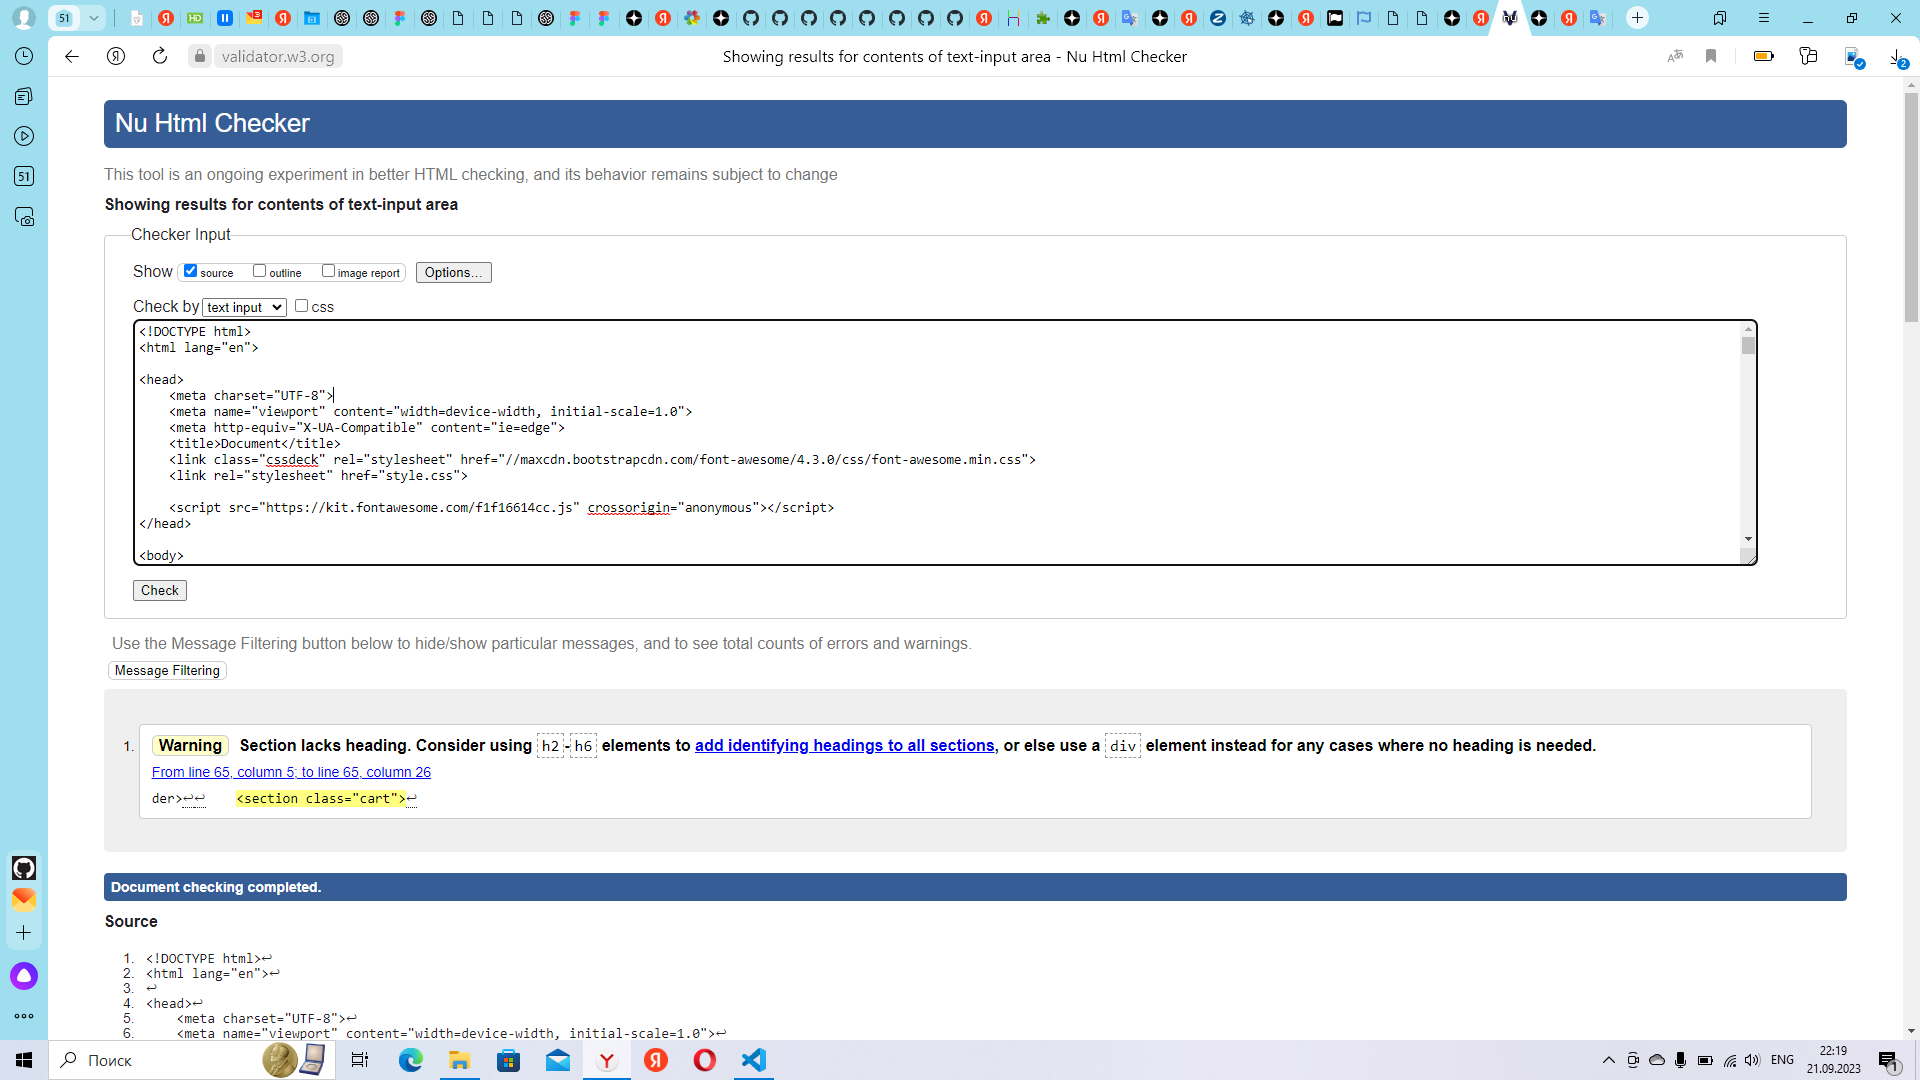 51
validator.w3.org
Showing results for contents of text-input area - Nu Html Checker
2
51
Nu Html Checker
This tool is an ongoing experiment in better HTML checking, and its behavior remains subject to change
Showing results for contents of text-input area
Checker Input
Show source outline image report Options...
Check by text input css
<!DOCTYPE html>
<html lang="en">
<head>
<meta charset="UTF-8">
<meta name="viewport" content="width=device-width, initial-scale=1.0">
<meta http-equiv="X-UA-Compatible" content="ie=edge">
<title>Document</title>
<link class="cssdeck" rel="stylesheet" href="//maxcdn.bootstrapcdn.com/font-awesome/4.3.0/css/font-awesome.min.css">
<link rel="stylesheet" href="style.css">
<script src="https://kit.fontawesome.com/f1f16614cc.js" crossorigin="anonymous"></script>
</head>
<body>
Check
Use the Message Filtering button below to hide/show particular messages, and to see total counts of errors and warnings.
Message Filtering
1. Warning Section lacks heading. Consider using h2-h6 elements to add identifying headings to all sections, or else use a div element instead for any cases where no heading is needed.
From line 65, column 5; to line 65, column 26
der>↩↩ <section class="cart">↩
Document checking completed.
Source
1. <!DOCTYPE html>↩
2. <html lang="en">↩
3. ↩
4. <head>↩
5. <meta charset="UTF-8">↩
6. <meta name="viewport" content="width=device-width, initial-scale=1.0">↩
Поиск
ENG
22:19
21.09.2023
1